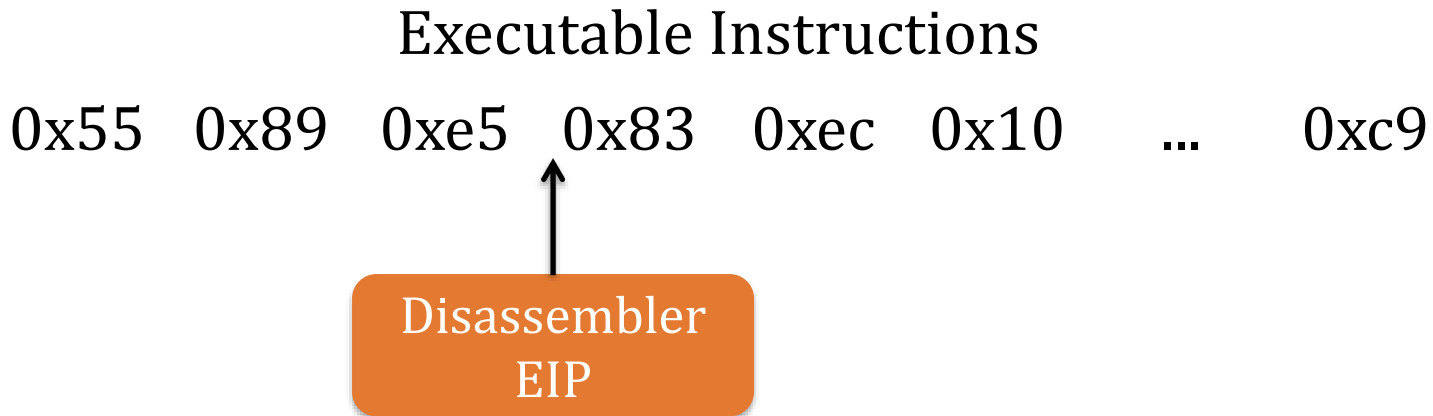 Executable Instructions
0x55 0x89 0xe5 0x83 0xec 0x10 ... 0xc9
Disassembler
EIP